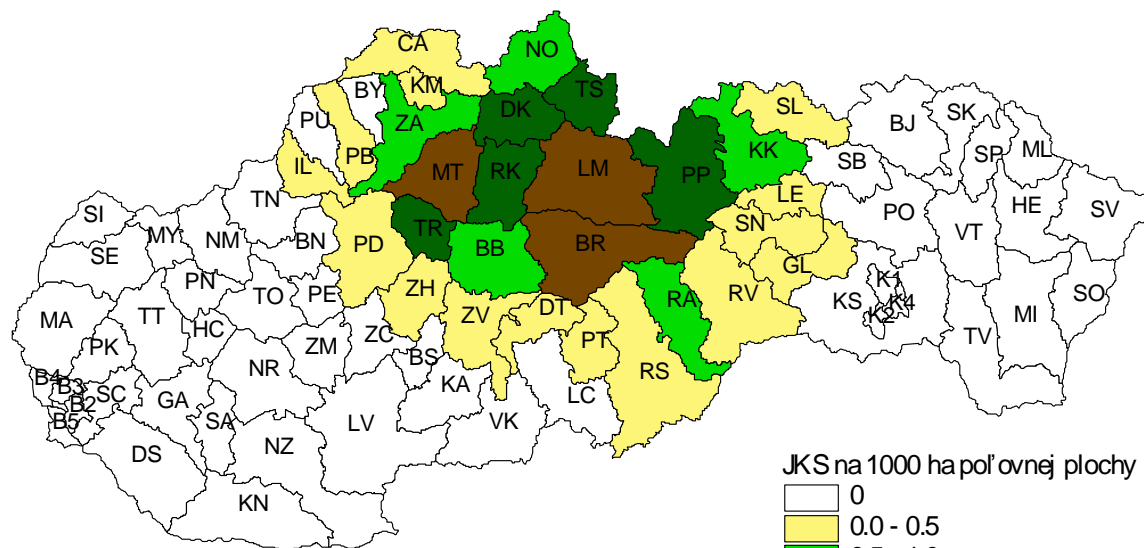 CA
NO
BY
KM
TS
DK
PU
ZA
SL
BJ
SK
PB
IL
MT
RK
LM
PP
KK
SB
SP
ML
TN
LE
HE
SI
MY
NM
BN
PD
TR
BB
BR
SN
PO
VT
SV
SE
GL
PN
TO
PE
ZH
ZV
DT
RA
RV
KS
K1
K4
K2
SO
MA
TT
HC
ZM
ZC
BS
PT
MI
TV
PK
NR
KA
LC
RS
B4
B3
B2
B5
SC
GA
SA
LV
VK
DS
NZ
KN
JKS na 1000 ha poľovnej plochy
0
0.0 - 0.5